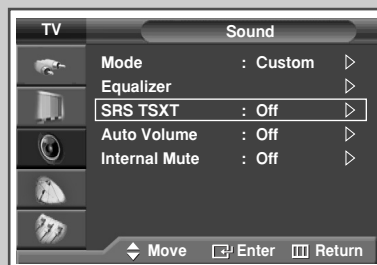 TV Sound
Mode : Custom
Equalizer
SRS TSXT : Off
Auto Volume : Off
Internal Mute : Off
Move Enter Return